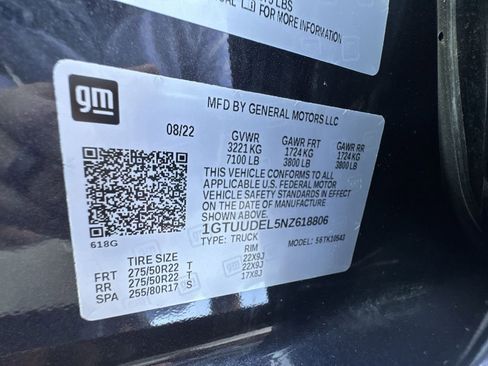 LBS
FOR MORE INFORMATION
gm
MFD BY GENERAL MOTORS LLC
08/22 GVWR GAWR FRT GAWR RR
3221 KG 1724 KG 1724 KG
7100 LB 3800 LB 3800 LB
THIS VEHICLE CONFORMS TO ALL
APPLICABLE U.S. FEDERAL MOTOR
VEHICLE SAFETY STANDARDS IN EFFECT
ON THE DATE OF MANUFACTURE
SHOWN ABOVE.
1GTUUDEL5NZ618806
TYPE: TRUCK MODEL: 56TK10543
618G
TIRE SIZE RIM
FRT 275/50R22 T 22X9J
RR 275/50R22 T 22X9J
SPA 255/80R17 S 17X8J